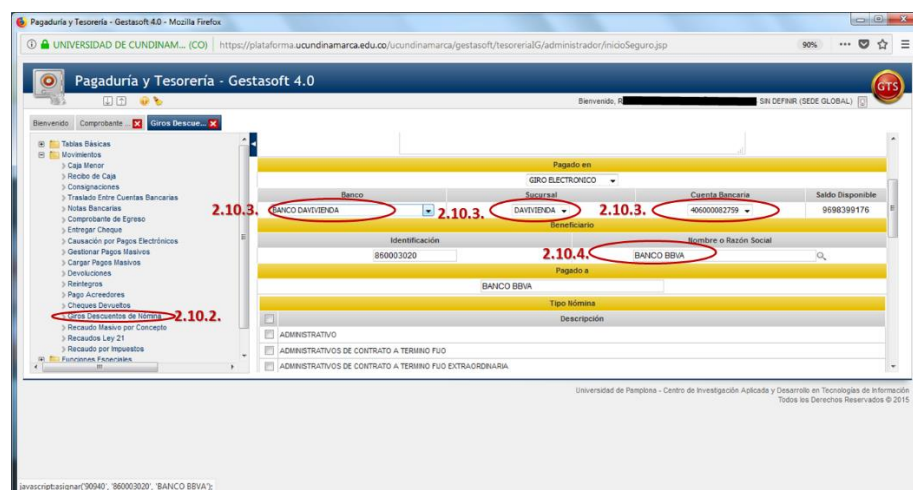 Pagaduría y Tesorería - Gestasoft 4.0 - Mozilla Firefox
UNIVERSIDAD DE CUNDINAM... (CO) https://plataforma.ucundinamarca.edu.co/ucundinamarca/gestasoft/tesoreriaIG/administrador/inicioSeguro.jsp 90%
Pagaduría y Tesorería - Gestasoft 4.0
GTS
Bienvenido, R SIN DEFINIR (SEDE GLOBAL)
Bienvenido Comprobante ... Giros Descue...
Tablas Básicas
Movimientos
Caja Menor
Recibo de Caja
Consignaciones
Traslado Entre Cuentas Bancarias
Notas Bancarias
Comprobante de Egreso
Entregar Cheque
Causación por Pagos Electrónicos
Gestionar Pagos Masivos
Cargar Pagos Masivos
Devoluciones
Reintegros
Pago Acreedores
Cheques Devueltos
Giros Descuentos de Nómina 2.10.2.
Recaudo Masivo por Concepto
Recaudos Ley 21
Recaudo por Impuestos
Funciones Especiales
Pagado en
GIRO ELECTRONICO
Banco Sucursal Cuenta Bancaria Saldo Disponible
2.10.3. BANCO DAVIVIENDA 2.10.3. DAVIVIENDA 2.10.3. 406000082759 9698399176
Beneficiario
Identificación Nombre o Razón Social
860003020 2.10.4. BANCO BBVA
Pagado a
BANCO BBVA
Tipo Nómina
Descripción
ADMINISTRATIVO
ADMINISTRATIVOS DE CONTRATO A TERMINO FIJO
ADMINISTRATIVOS DE CONTRATO A TERMINO FIJO EXTRAORDINARIA
Universidad de Pamplona - Centro de Investigación Aplicada y Desarrollo en Tecnologías de Información
Todos los Derechos Reservados © 2015
javascript:asignar('90940', '860003020', 'BANCO BBVA');